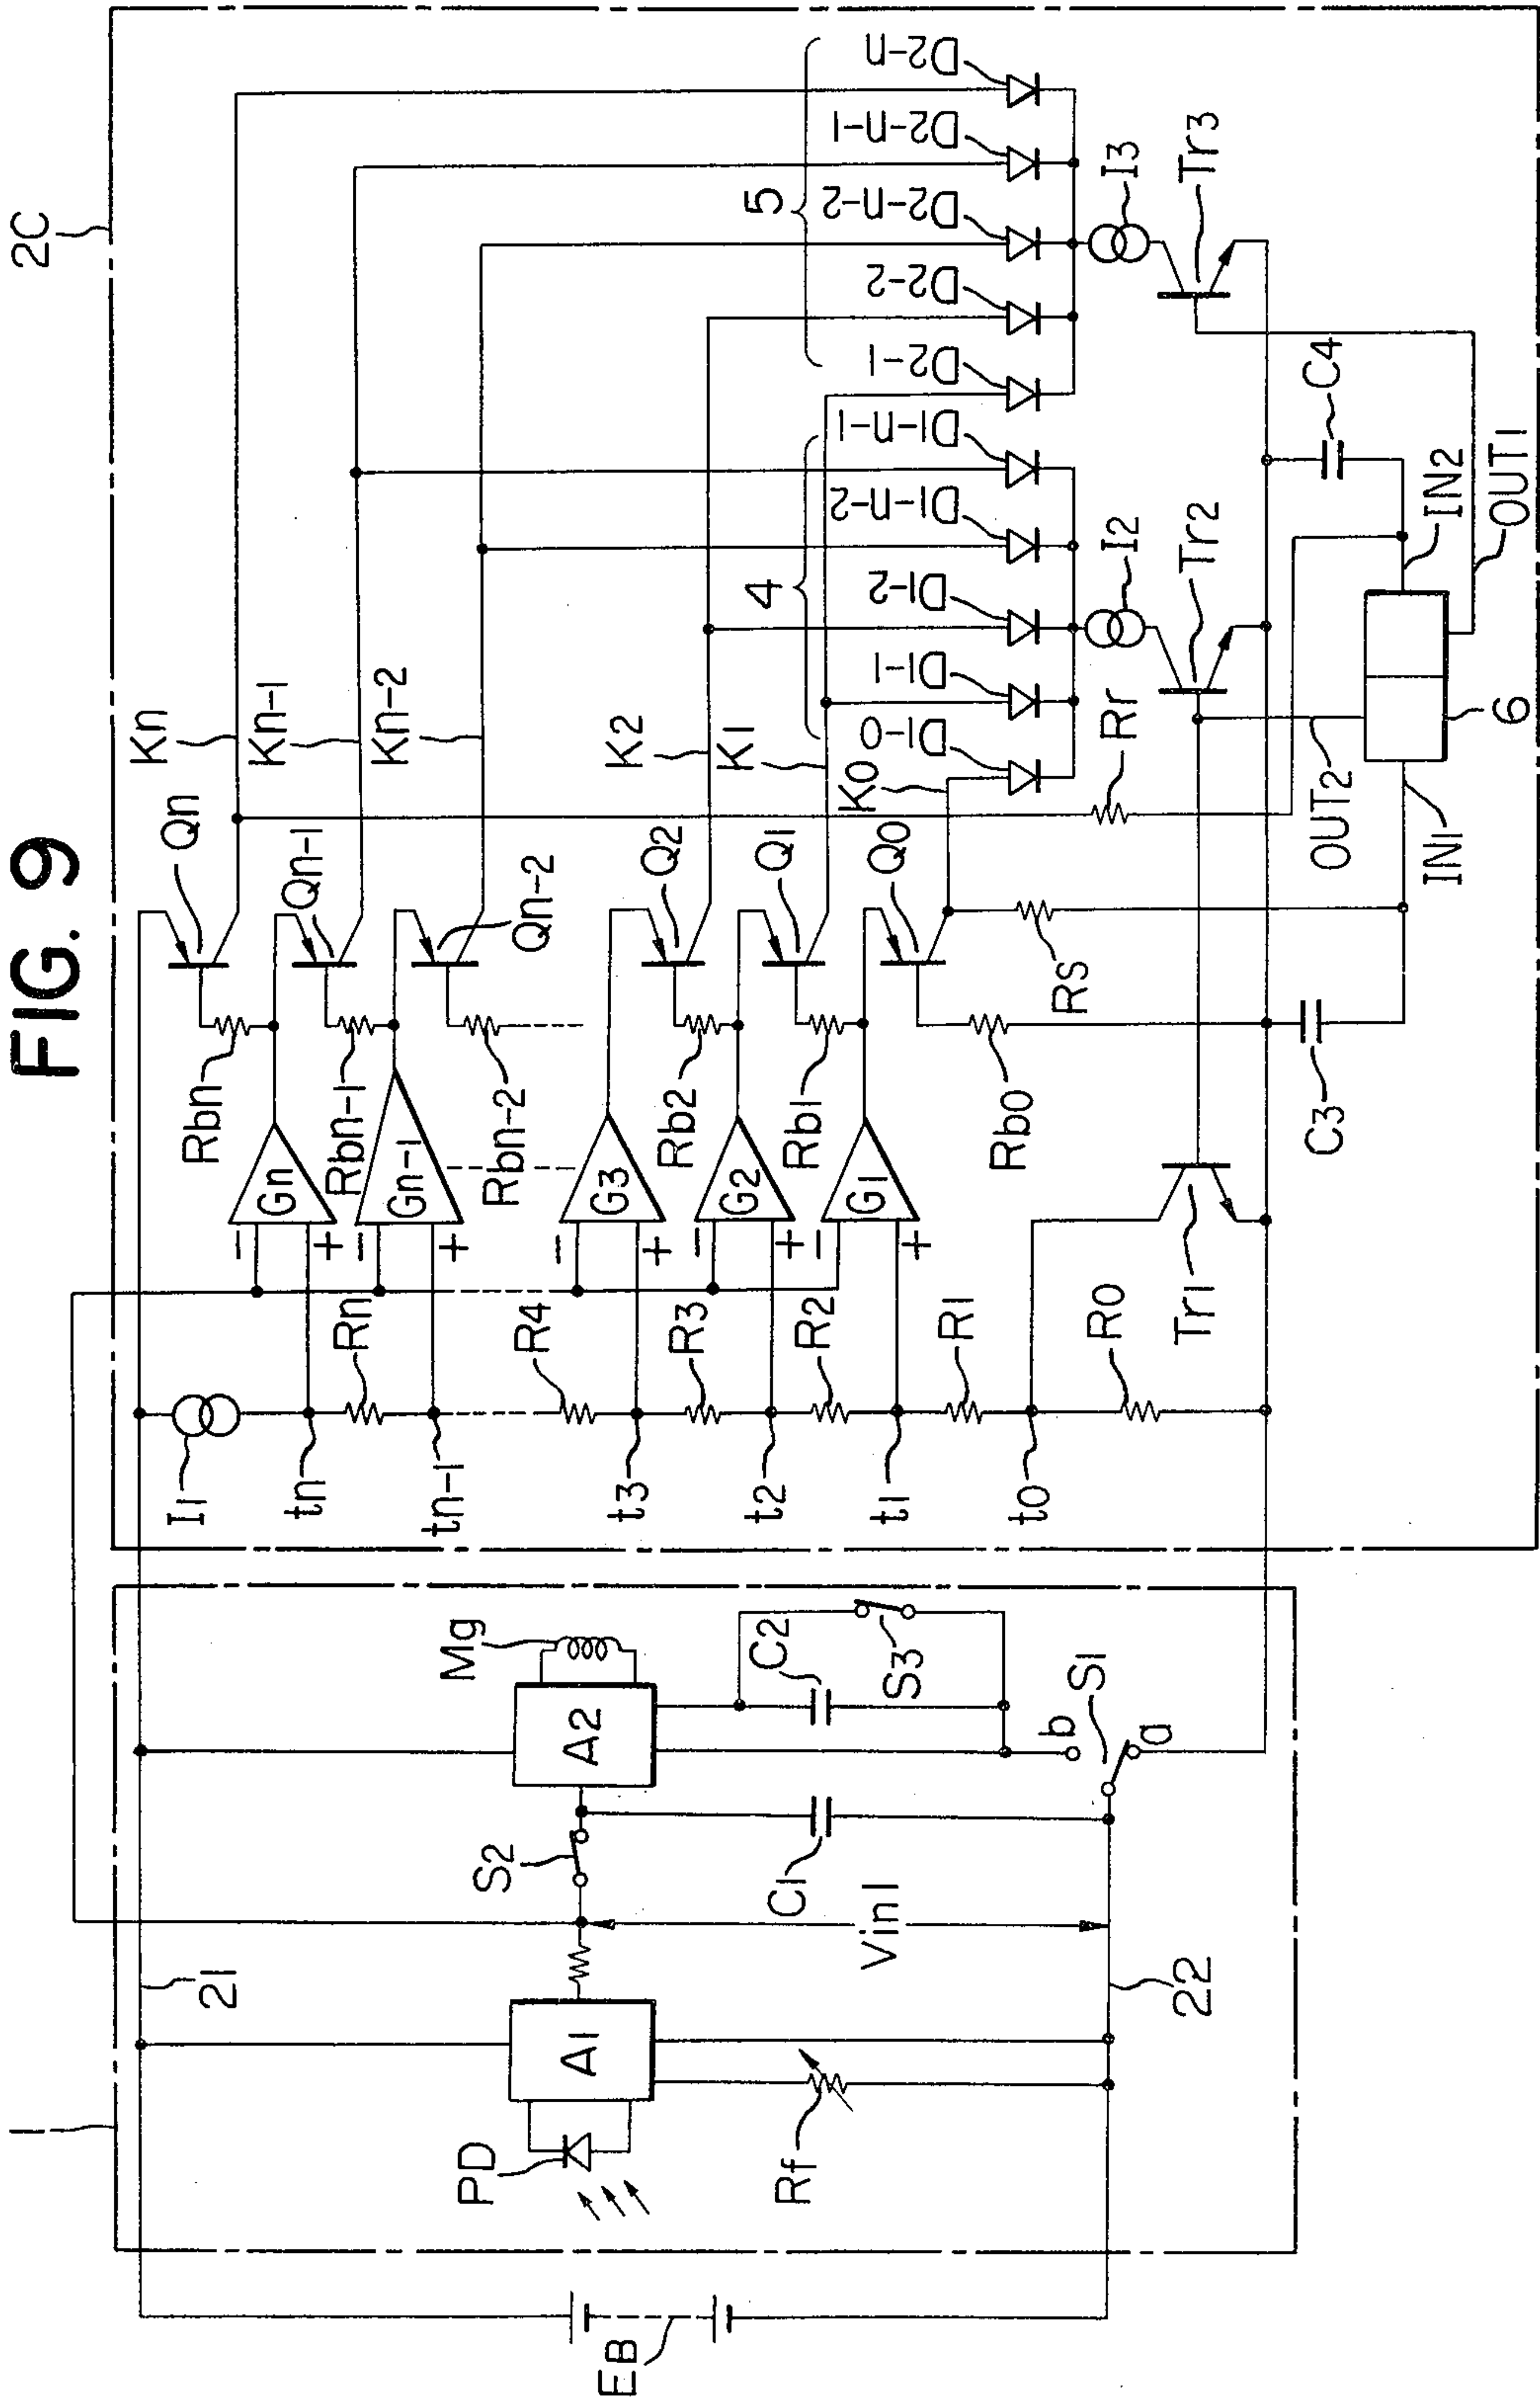 FIG. 9
1
2C
21
22
EB
PD
A1
Rf
Vin1
S2
C1
A2
Mg
C2
S3
S1
b
a
I1
tn
tn-1
t3
t2
t1
t0
Rn
R4
R3
R2
R1
R0
−
+
Gn
−
+
Gn-1
−
+
G3
−
+
G2
−
+
G1
Tr1
Rbn
Rbn-1
Rbn-2
Rb2
Rb1
Rb0
C3
RS
Qn
Qn-1
Qn-2
Q2
Q1
Q0
Kn
Kn-1
Kn-2
K2
K1
K0
Rr
OUT2
IN1
6
4
D1-0
D1-1
D1-2
D1-n-2
D1-n-1
5
D2-1
D2-2
D2-n-2
D2-n-1
D2-n
I2
Tr2
I3
Tr3
C4
IN2
OUT1